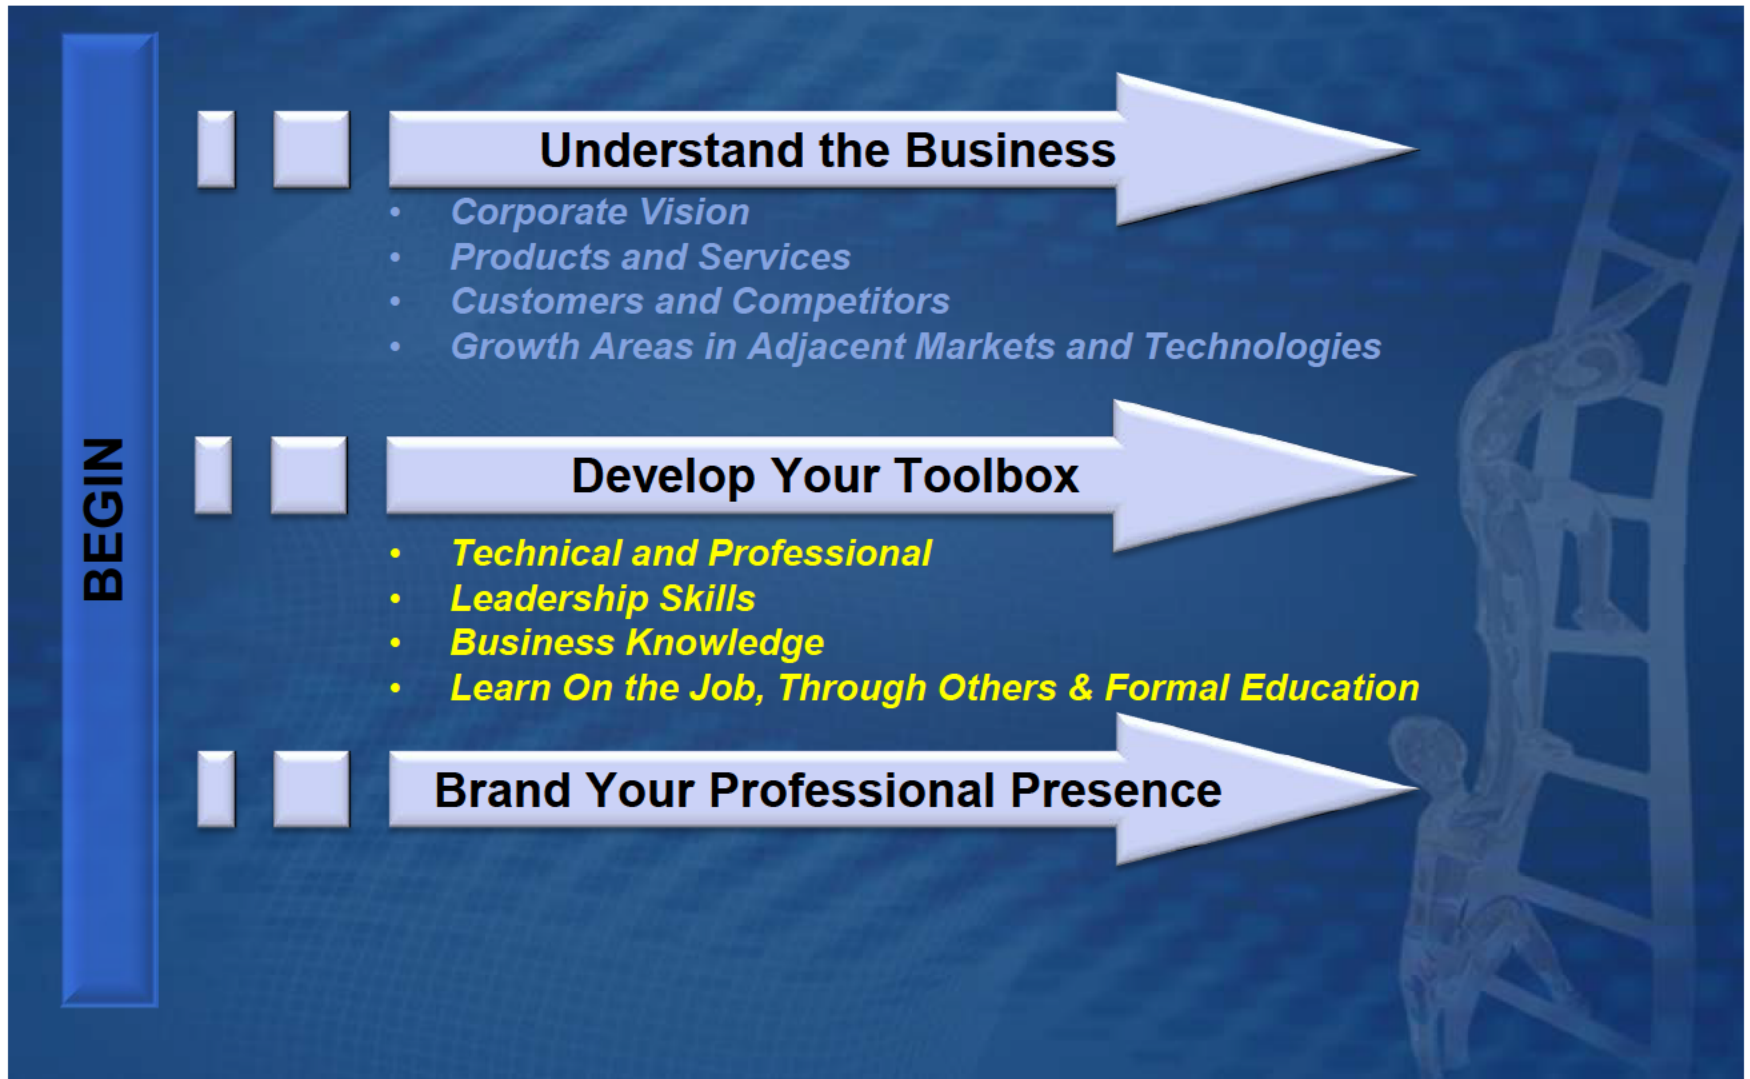 BEGIN
Understand the Business
• Corporate Vision
• Products and Services
• Customers and Competitors
• Growth Areas in Adjacent Markets and Technologies
Develop Your Toolbox
• Technical and Professional
• Leadership Skills
• Business Knowledge
• Learn On the Job, Through Others & Formal Education
Brand Your Professional Presence